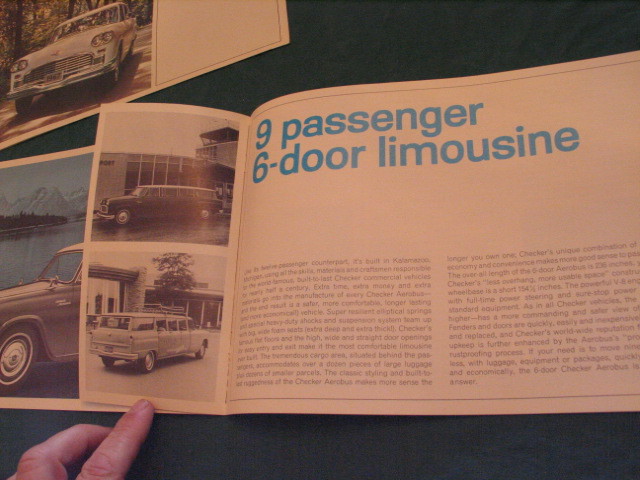 PORT
9 passenger
6-door limousine
Like its twelve-passenger counterpart, it's built in Kalamazoo,
Michigan, using all the skills, materials and craftsmen responsible
for the world famous, built-to-last Checker commercial vehicles
for nearly half a century. Extra time, extra money and extra
materials go into the manufacture of every Checker Aerobus—
and the end result is a safer, more comfortable, longer lasting
(and more economical) vehicle. Super resilient elliptical springs
and special heavy-duty shocks and suspension system team up
with big, wide foam seats (extra deep and extra thick!). Checker's
famous flat floors and the high, wide and straight door openings
for easy entry and exit make it the most comfortable limousine
ever built. The tremendous cargo area, situated behind the pas-
sengers, accommodates over a dozen pieces of large luggage
plus dozens of smaller parcels. The classic styling and built-to-
last ruggedness of the Checker Aerobus makes more sense the
longer you own one, Checker's unique combination of
economy and convenience makes more good sense to
The over-all length of the 6-door Aerobus is inches,
Checker's "less overhang, more usable space"
wheelbase is a short inches. The powerful V-8
with full-time power steering and sure-stop power
standard equipment. As in all Checker vehicles, the
higher—has a more commanding and safer view of
Fenders and doors are quickly, easily and inexpensively
and replaced, and Checker's world-wide reputation
upkeep is further enhanced by the Aerobus's
rustproofing process. If your need is to move more
less, with luggage, equipment or packages, quickly
and economically, the 6-door Checker Aerobus is
answer.